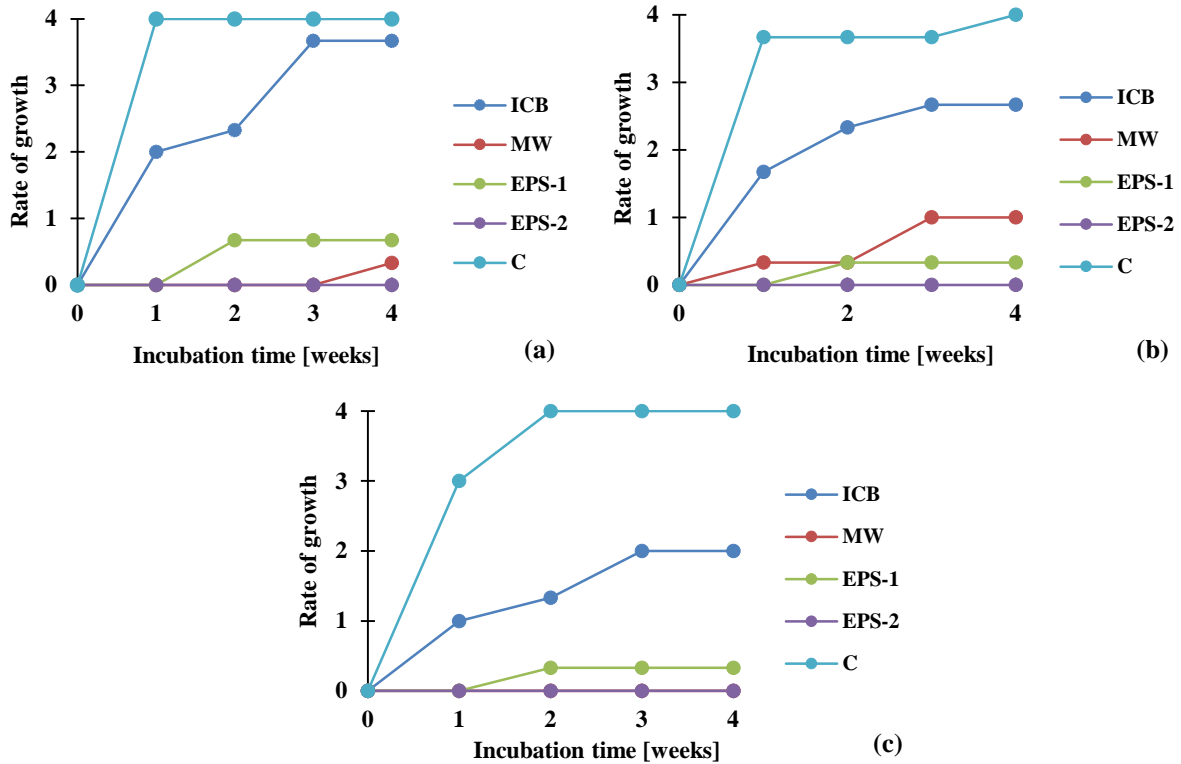 4
3
2
1
0
Rate of growth
0
1
2
3
4
Incubation time [weeks]
ICB
MW
EPS-1
EPS-2
C
(a)
4
3
2
1
0
Rate of growth
0
2
4
Incubation time [weeks]
ICB
MW
EPS-1
EPS-2
C
(b)
4
3
2
1
0
Rate of growth
0
1
2
3
4
Incubation time [weeks]
ICB
MW
EPS-1
EPS-2
C
(c)